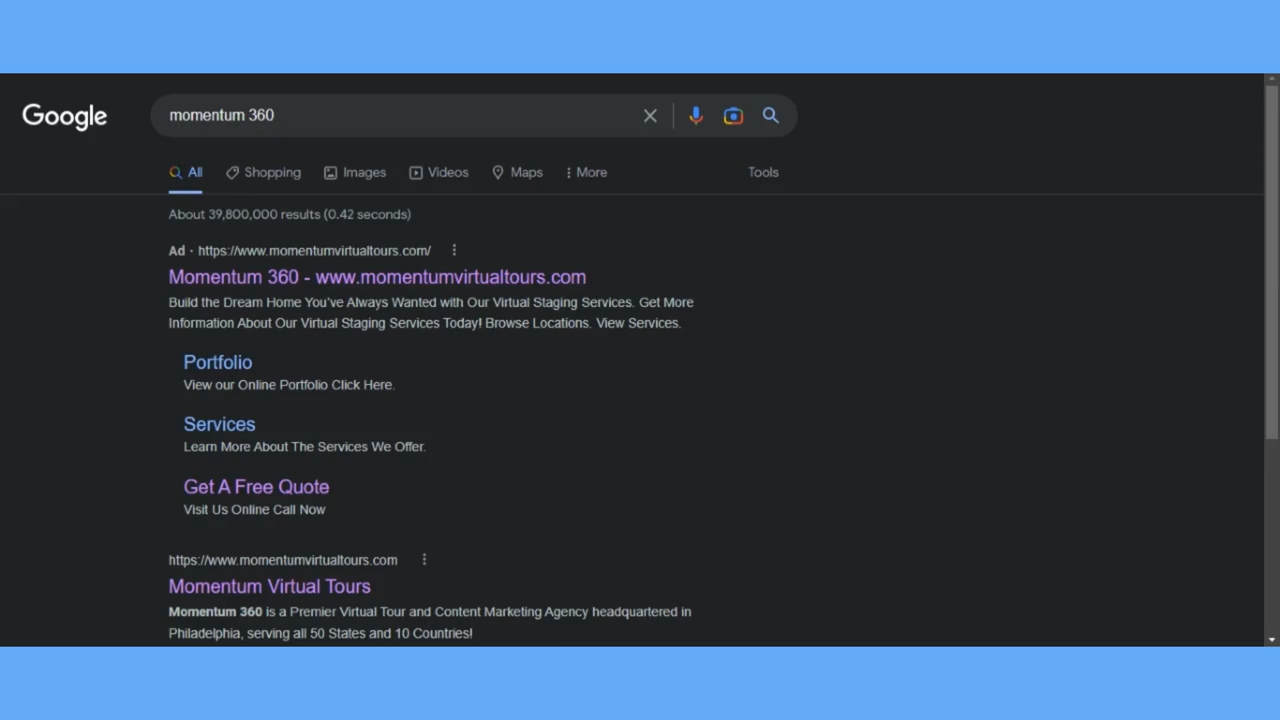 Google
momentum 360
All Shopping Images Videos Maps More Tools
About 39,800,000 results (0.42 seconds)
Ad · https://www.momentumvirtualtours.com/
Momentum 360 - www.momentumvirtualtours.com
Build the Dream Home You've Always Wanted with Our Virtual Staging Services. Get More
Information About Our Virtual Staging Services Today! Browse Locations. View Services.
Portfolio
View our Online Portfolio Click Here.
Services
Learn More About The Services We Offer.
Get A Free Quote
Visit Us Online Call Now
https://www.momentumvirtualtours.com
Momentum Virtual Tours
Momentum 360 is a Premier Virtual Tour and Content Marketing Agency headquartered in
Philadelphia, serving all 50 States and 10 Countries!